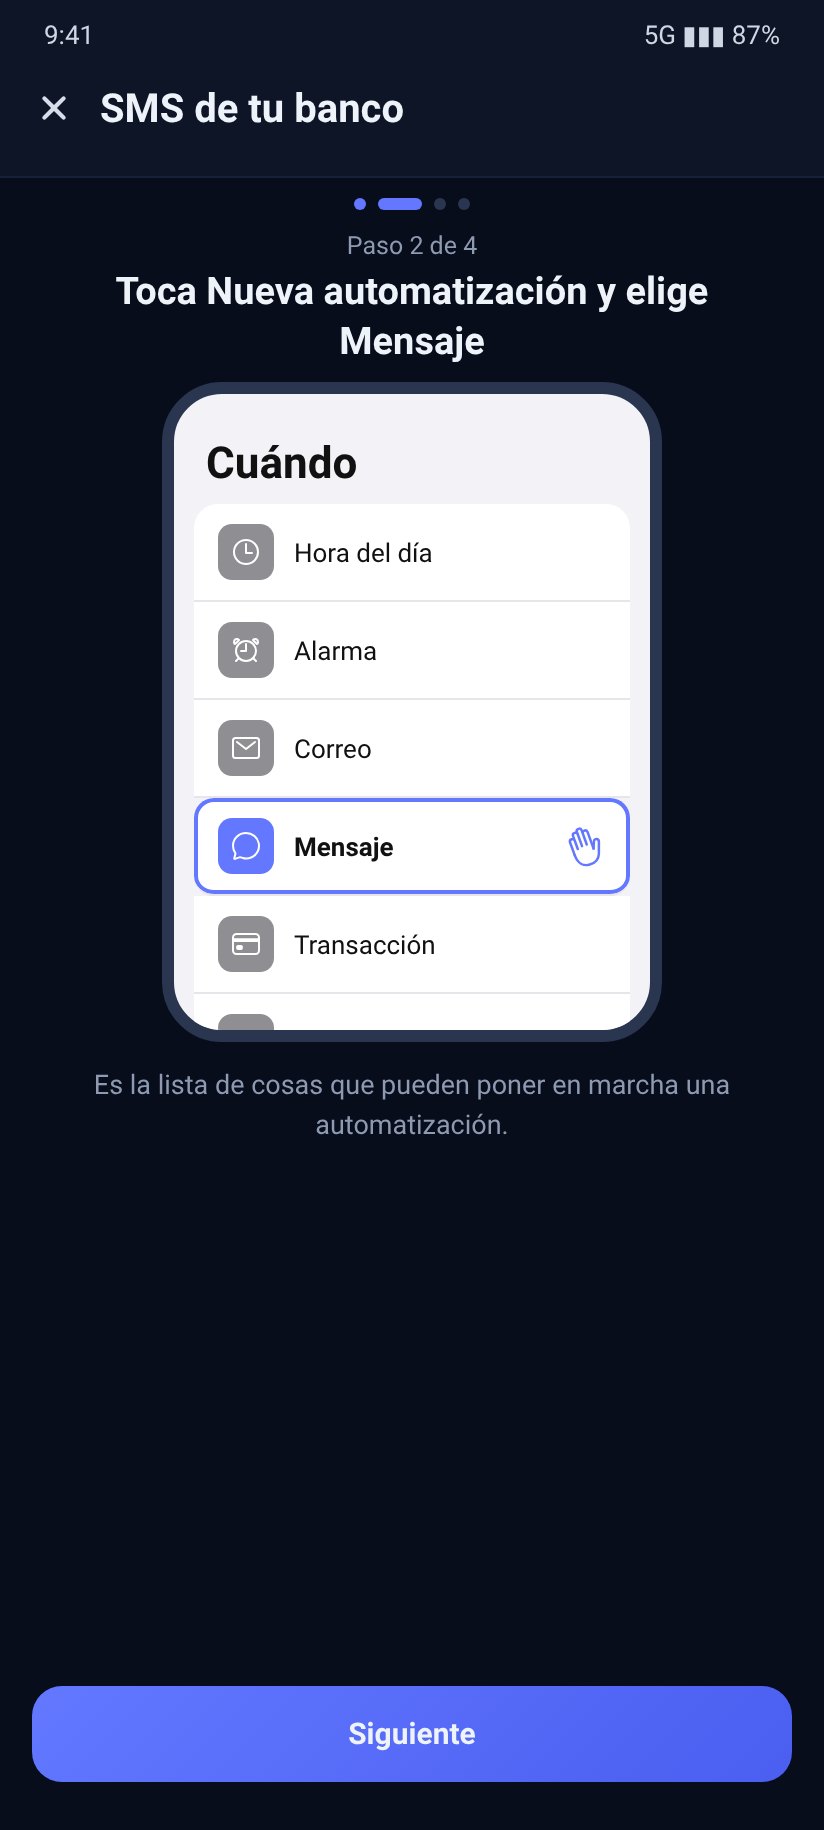 9:41
5G 87%
SMS de tu banco
Paso 2 de 4
Toca Nueva automatización y elige
Mensaje
Cuándo
Hora del día
Alarma
Correo
Mensaje
Transacción
Es la lista de cosas que pueden poner en marcha una
automatización.
Siguiente